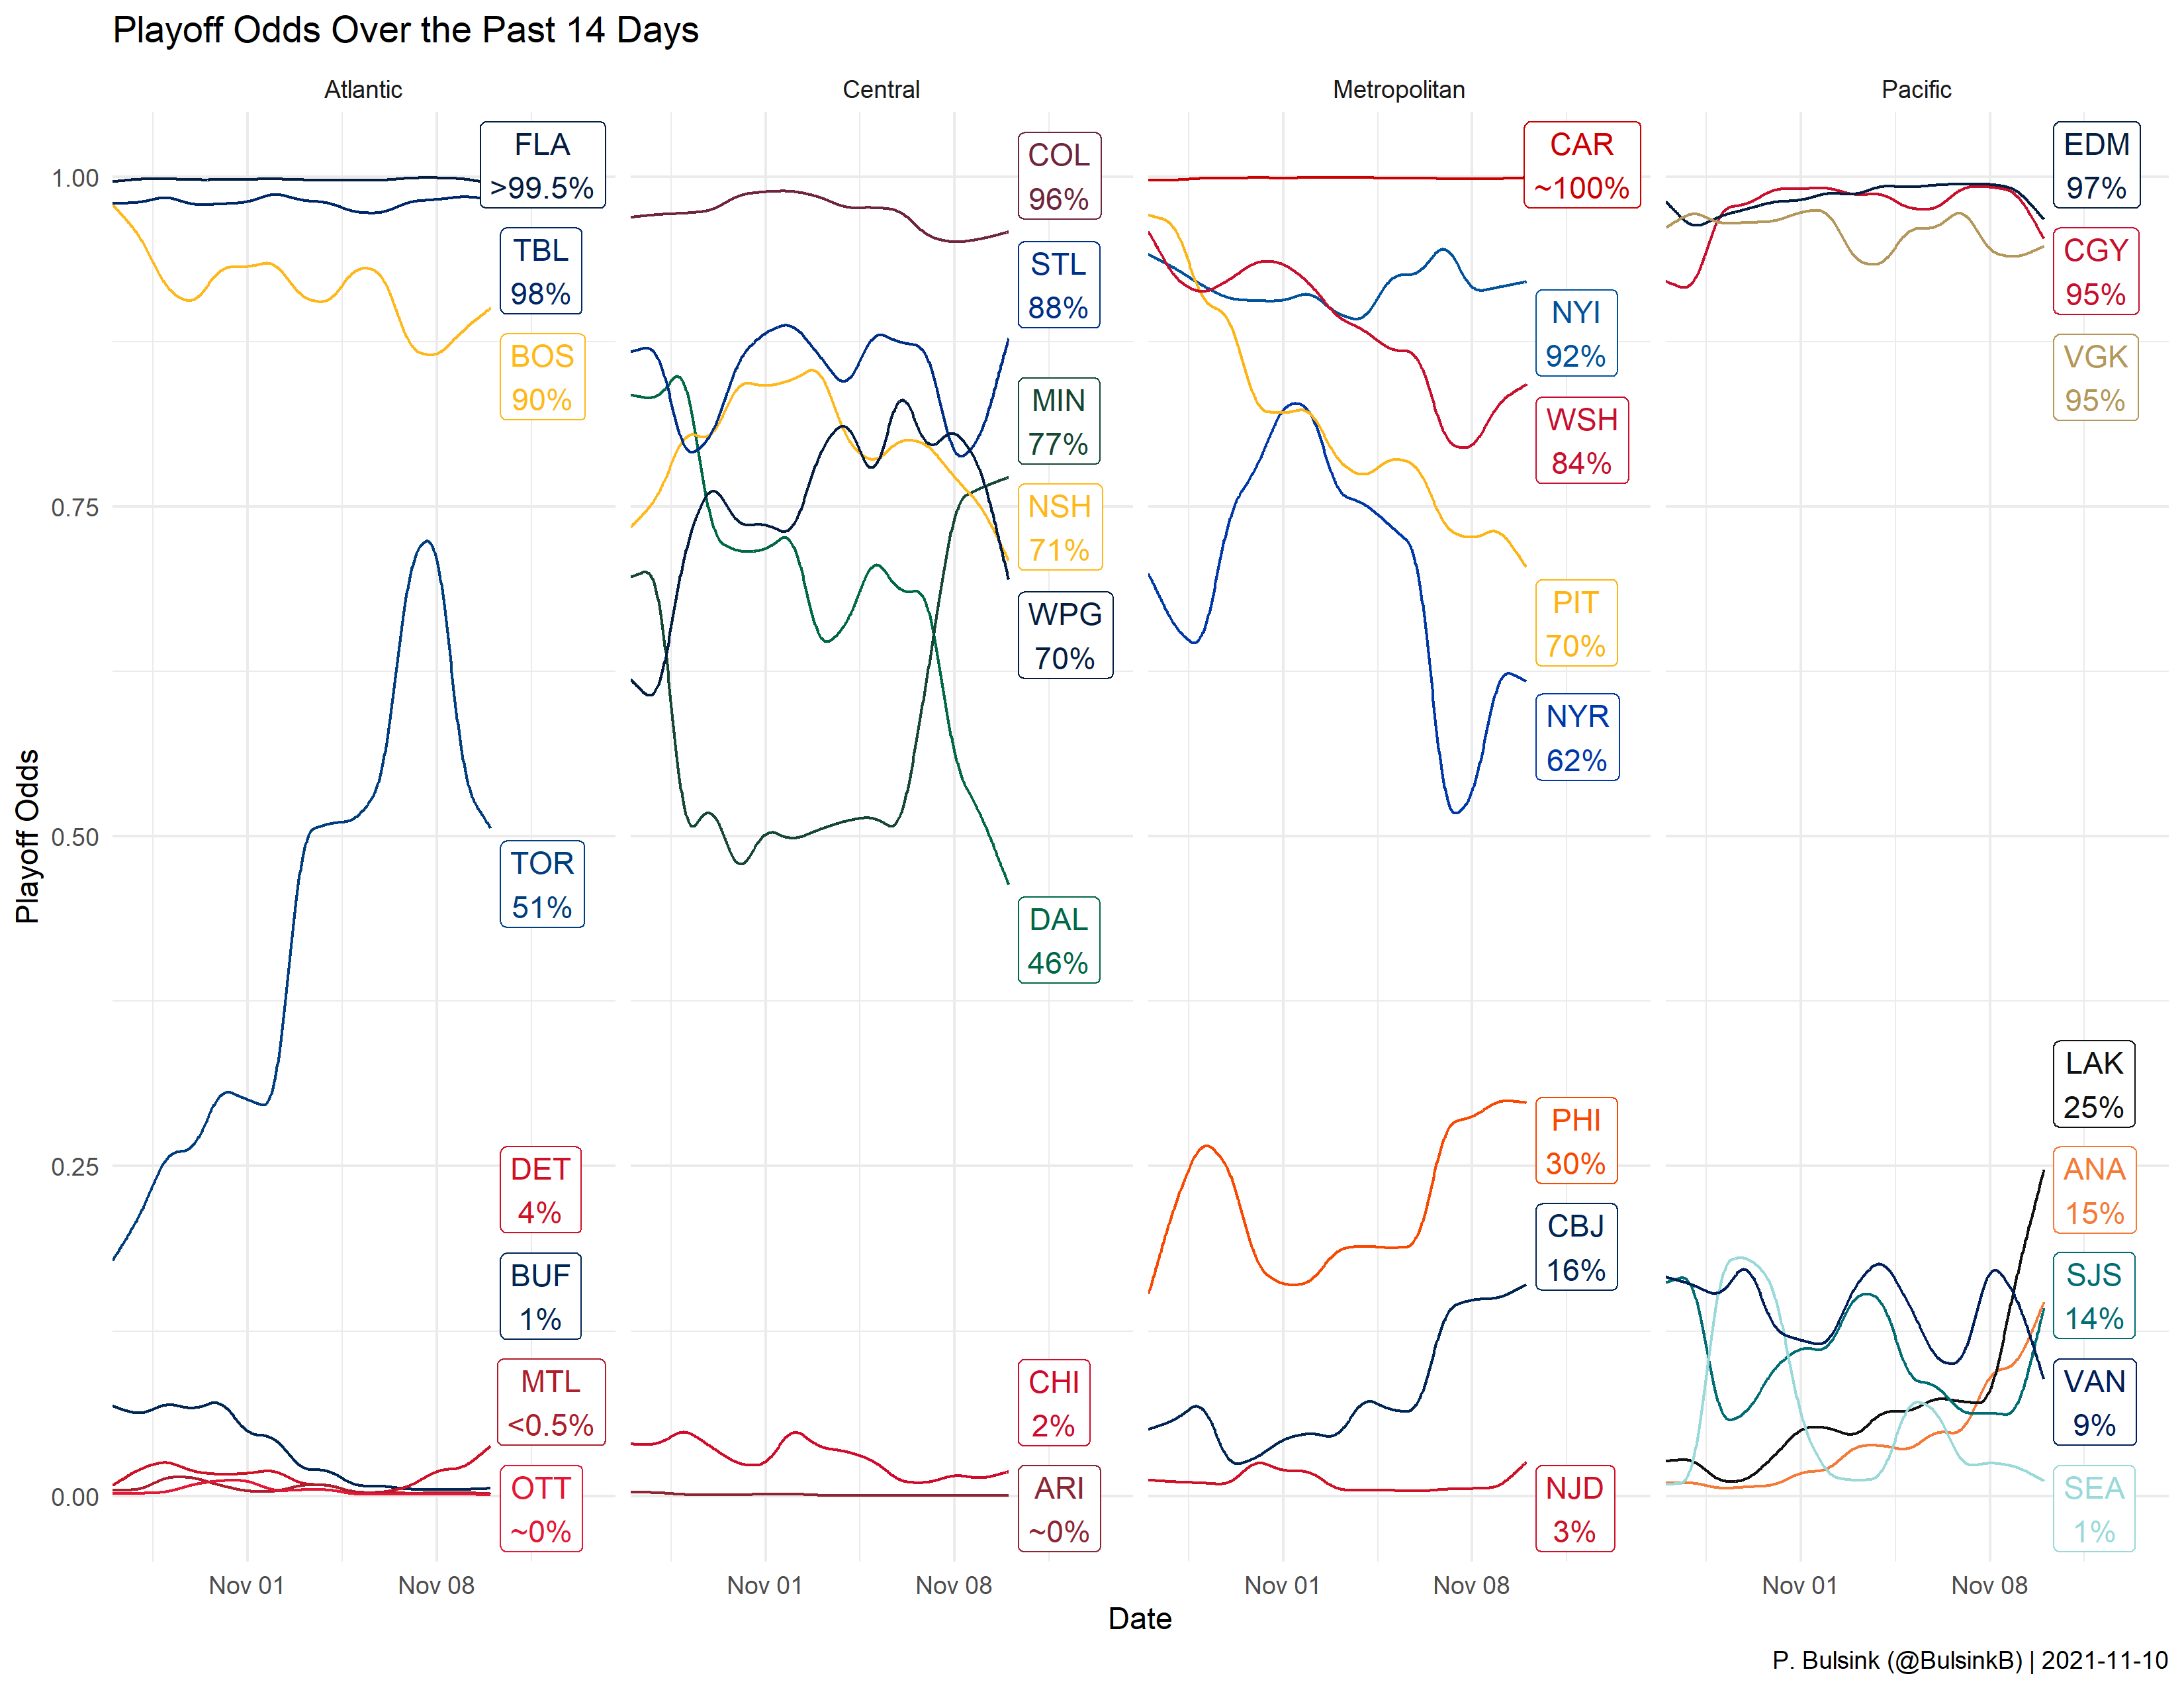 Playoff Odds Over the Past 14 Days
Atlantic
Central
Metropolitan
Pacific
Playoff Odds
1.00
0.75
0.50
0.25
0.00
FLA
>99.5%
TBL
98%
BOS
90%
TOR
51%
DET
4%
BUF
1%
MTL
<0.5%
OTT
~0%
COL
96%
STL
88%
MIN
77%
NSH
71%
WPG
70%
DAL
46%
CHI
2%
ARI
~0%
CAR
~100%
NYI
92%
WSH
84%
PIT
70%
NYR
62%
PHI
30%
CBJ
16%
NJD
3%
EDM
97%
CGY
95%
VGK
95%
LAK
25%
ANA
15%
SJS
14%
VAN
9%
SEA
1%
Nov 01
Nov 08
Nov 01
Nov 08
Nov 01
Nov 08
Nov 01
Nov 08
Date
P. Bulsink (@BulsinkB) | 2021-11-10